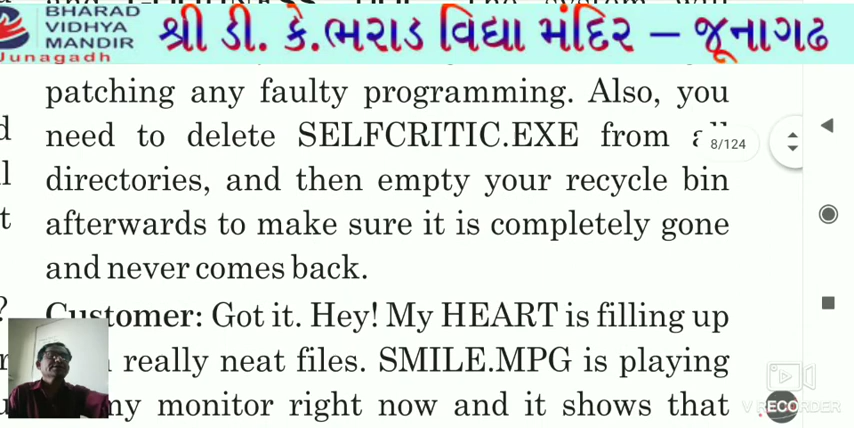 BHARAD
VIDHYA
MANDIR
Junagadh
શ્રી ડી. કે.ભરાડ વિદ્યા મંદિર – જૂનાગઢ
patching any faulty programming. Also, you
need to delete SELFCRITIC.EXE from
8/124
directories, and then empty your recycle bin
afterwards to make sure it is completely gone
and never comes back.
Customer: Got it. Hey! My HEART is filling up
really neat files. SMILE.MPG is playing
my monitor right now and it shows that
V RECORDER